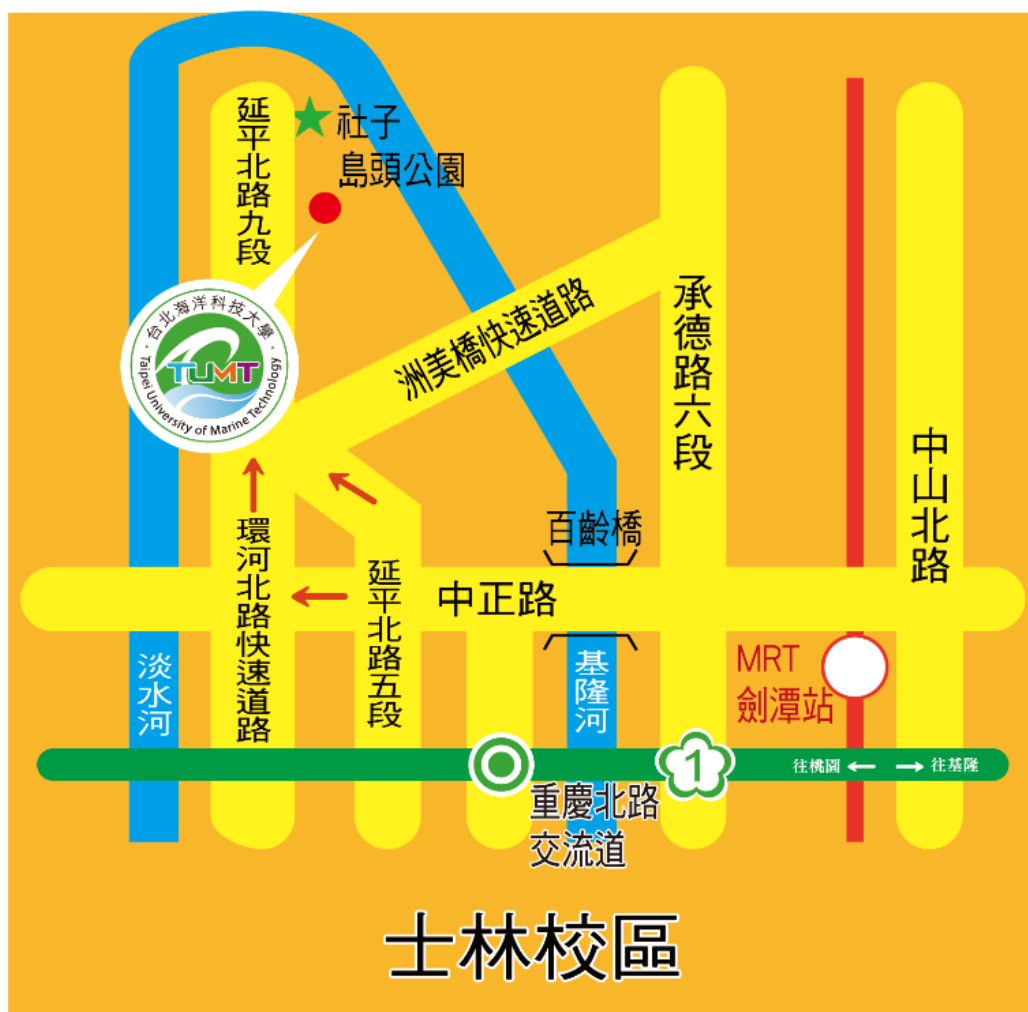 延平北路九段
社子
島頭公園
台北海洋科技大學
TUMT
Taipei University of Marine Technology
洲美橋快速道路
承德路六段
中山北路
百齡橋
環河北路快速道路
延平北路五段
中正路
淡水河
基隆河
MRT
劍潭站
1
往桃園
往基隆
重慶北路
交流道
士林校區